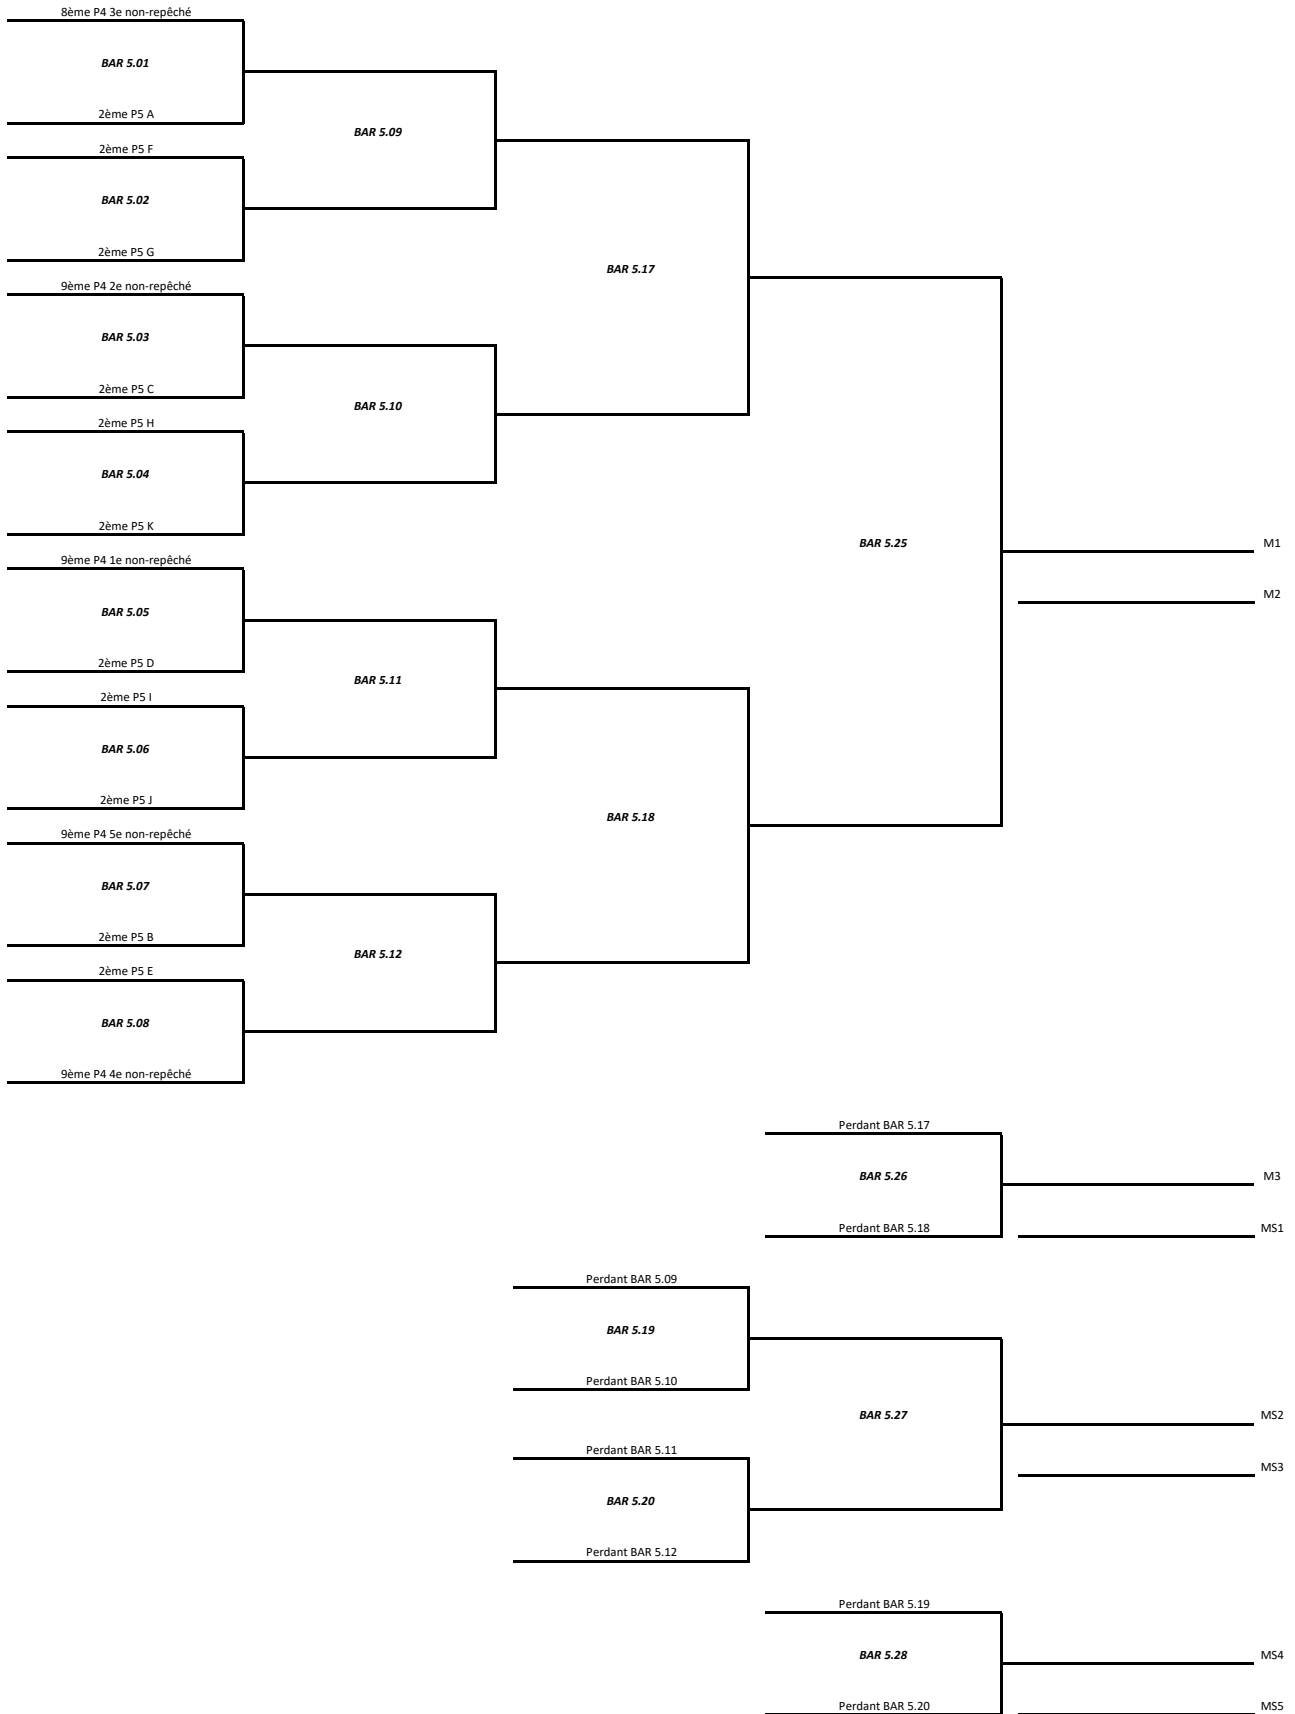 8ème P4 3e non-repêché
BAR 5.01
2ème P5 A
BAR 5.09
2ème P5 F
BAR 5.02
2ème P5 G
BAR 5.17
9ème P4 2e non-repêché
BAR 5.03
2ème P5 C
BAR 5.10
2ème P5 H
BAR 5.04
2ème P5 K
BAR 5.25
M1
9ème P4 1e non-repêché
M2
BAR 5.05
2ème P5 D
BAR 5.11
2ème P5 I
BAR 5.06
2ème P5 J
BAR 5.18
9ème P4 5e non-repêché
BAR 5.07
2ème P5 B
BAR 5.12
2ème P5 E
BAR 5.08
9ème P4 4e non-repêché
Perdant BAR 5.17
BAR 5.26
M3
Perdant BAR 5.18
MS1
Perdant BAR 5.09
BAR 5.19
Perdant BAR 5.10
BAR 5.27
MS2
Perdant BAR 5.11
MS3
BAR 5.20
Perdant BAR 5.12
Perdant BAR 5.19
BAR 5.28
MS4
Perdant BAR 5.20
MS5